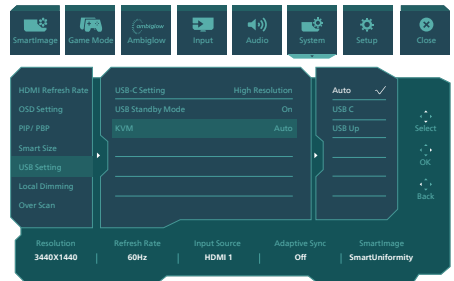 ambiglow
SmartImage Game Mode Ambiglow Input Audio System Setup Close
HDMI Refresh Rate USB-C Setting High Resolution Auto
OSD Setting USB Standby Mode On USB C
PIP / PBP KVM Auto USB Up Select
Smart Size
OK
USB Setting
Local Dimming Back
Over Scan
Resolution Refresh Rate Input Source Adaptive Sync SmartImage
3440X1440 60Hz HDMI 1 Off SmartUniformity